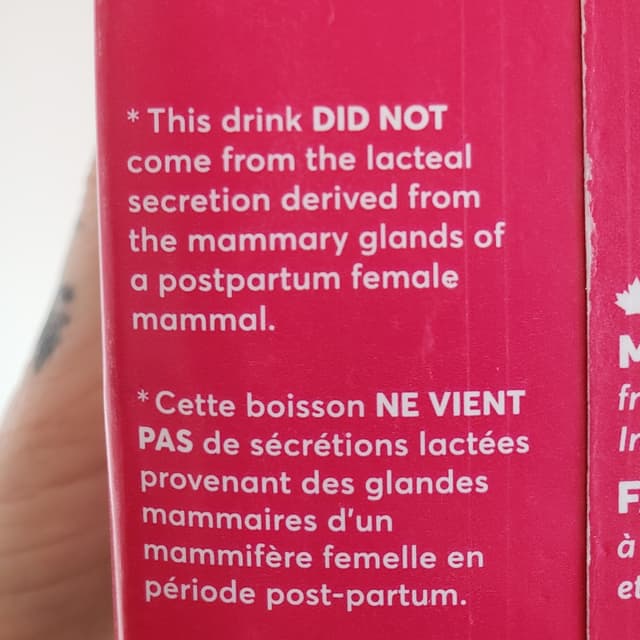 * This drink DID NOT
come from the lacteal
secretion derived from
the mammary glands of
a postpartum female
mammal.
* Cette boisson NE VIENT
PAS de sécrétions lactées
provenant des glandes
mammaires d'un
mammifère femelle en
période post-partum.
à